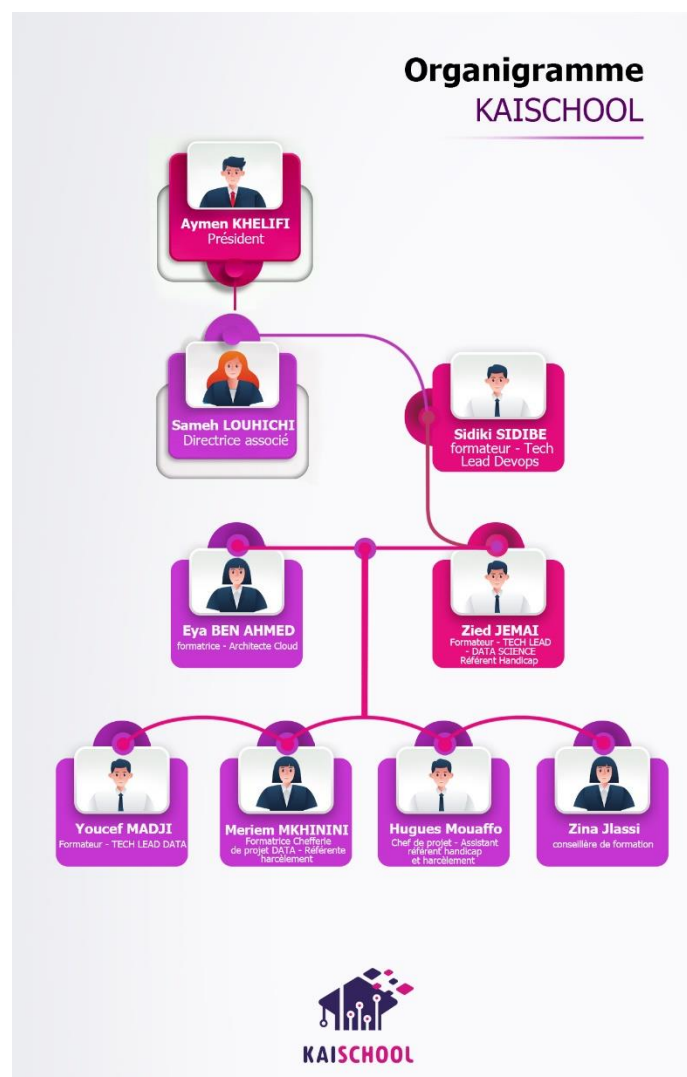 Organigramme
KAISCHOOL
Aymen KHELIFI
Président
Sameh LOUHICHI
Directrice associé
Sidiki SIDIBE
formateur - Tech
Lead Devops
Eya BEN AHMED
formatrice - Architecte Cloud
Zied JEMAI
Formateur - TECH LEAD
- DATA SCIENCE
Référent Handicap
Youcef MADJI
Formateur - TECH LEAD DATA
Meriem MKHININI
Formatrice Chefferie
de projet DATA - Référente
harcèlement
Hugues Mouaffo
Chef de projet - Assistant
référent handicap
et harcèlement
Zina Jlassi
conseillère de formation
KAISCHOOL